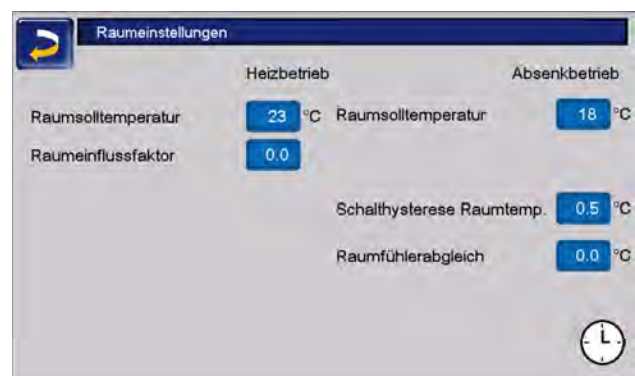 Raumeinstellungen
Heizbetrieb Absenkbetrieb
Raumsolltemperatur 23 °C Raumsolltemperatur 18 °C
Raumeinflussfaktor 0.0
Schalthysterese Raumtemp. 0.5 °C
Raumfühlerabgleich 0.0 °C